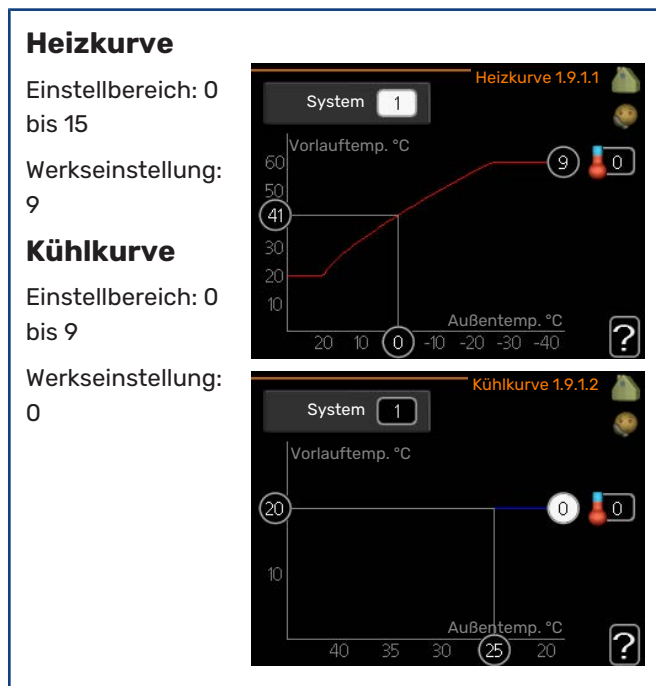 Heizkurve
Einstellbereich: 0
bis 15
Werkseinstellung:
9
Kühlkurve
Einstellbereich: 0
bis 9
Werkseinstellung:
0
Heizkurve 1.9.1.1
System 1
Vorlauftemp. °C
60
50
41
30
20
10
9
0
Außentemp. °C
20 10 0 -10 -20 -30 -40
?
Kühlkurve 1.9.1.2
System 1
Vorlauftemp. °C
20
10
0
0
Außentemp. °C
40 35 30 25 20
?